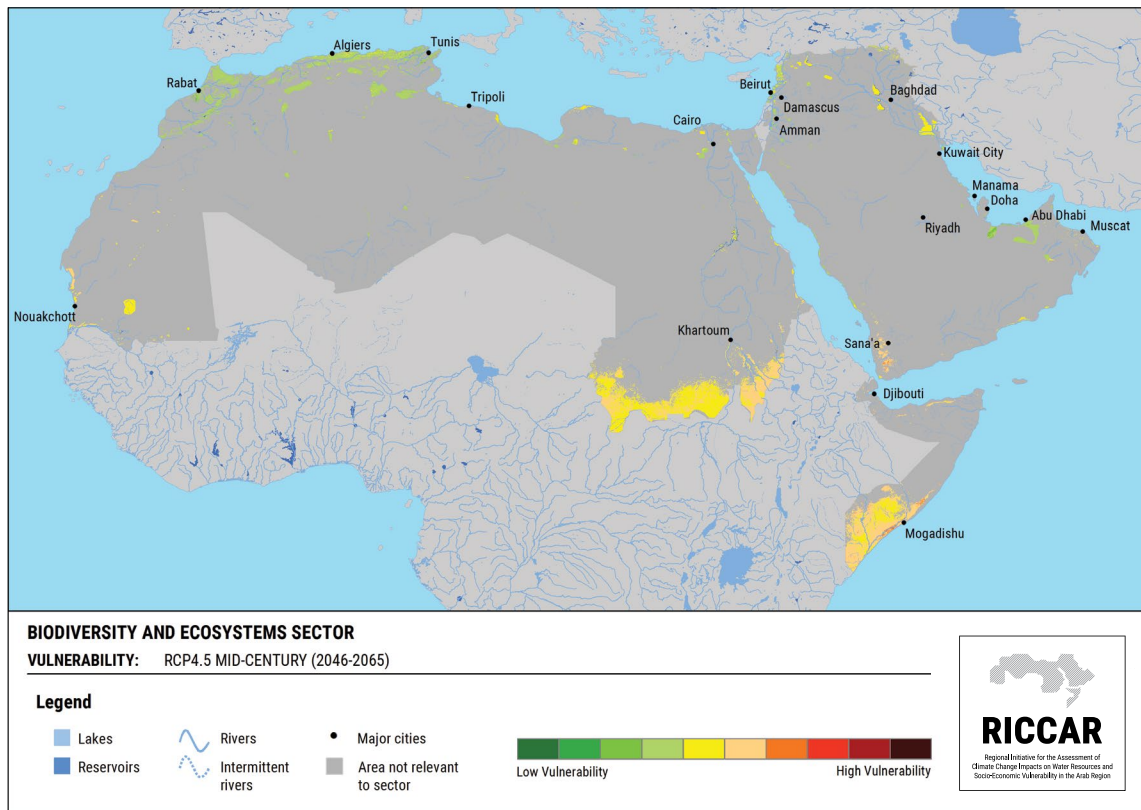 Algiers
Tunis
Rabat
Tripoli
Beirut
Damascus
Amman
Baghdad
Cairo
Kuwait City
Manama
Doha
Abu Dhabi
Muscat
Riyadh
Nouakchott
Khartoum
Sana'a
Djibouti
Mogadishu
BIODIVERSITY AND ECOSYSTEMS SECTOR
VULNERABILITY: RCP4.5 MID-CENTURY (2046-2065)
Legend
Lakes
Reservoirs
Rivers
Intermittent
rivers
Major cities
Area not relevant
to sector
Low Vulnerability
High Vulnerability
RICCAR
Regional Initiative for the Assessment of
Climate Change Impacts on Water Resources and
Socio-Economic Vulnerability in the Arab Region